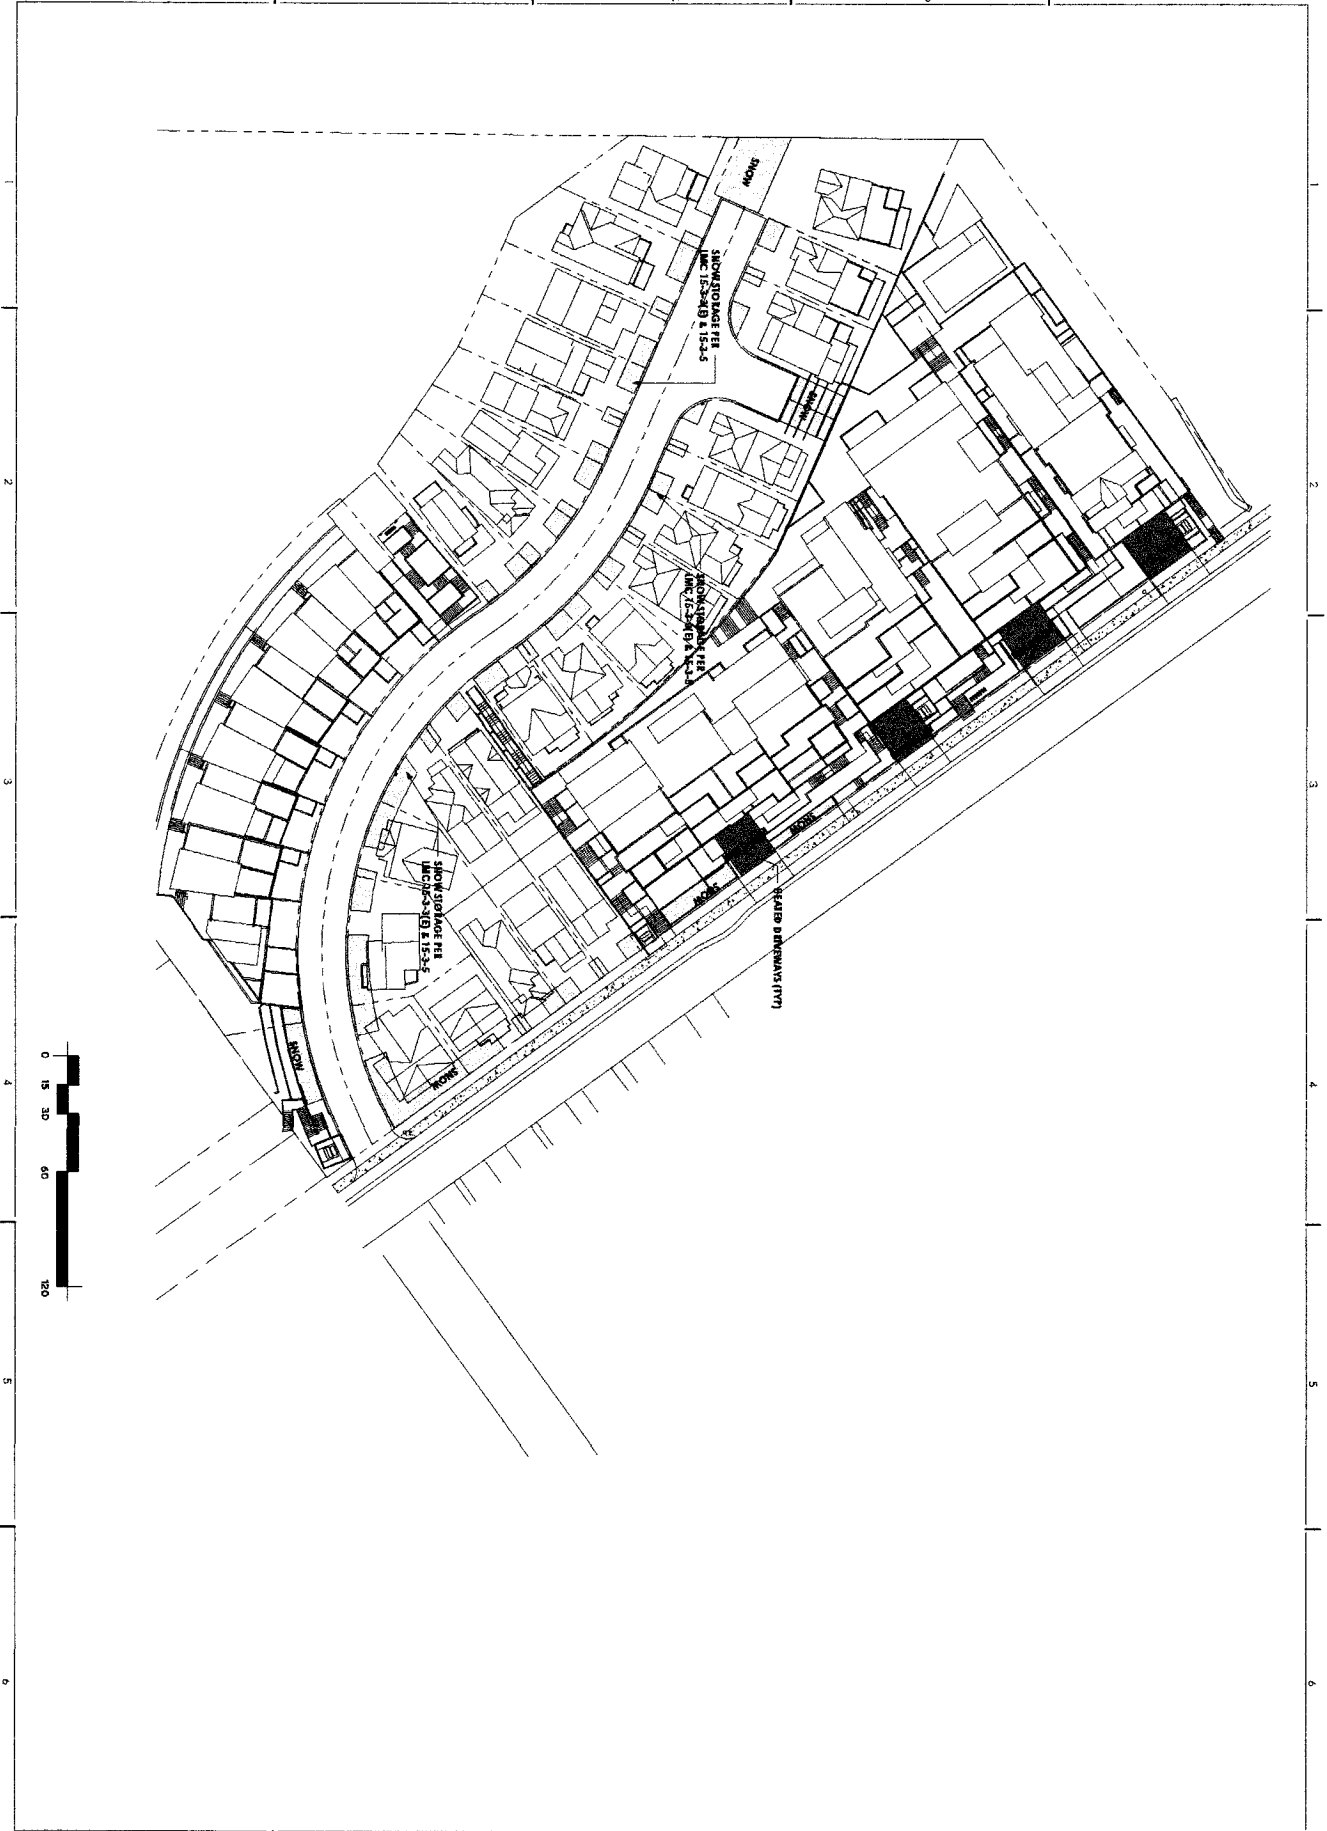 1
1
2
2
3
3
4
4
5
5
6
6
SNOW
SNOW STORAGE PER
LMC 15-3-3(E) & 15-3-5
SNOW
SNOW STORAGE PER
LMC 15-3-3(E) & 15-3-5
SNOW
SNOW
HEATED DRIVEWAYS (TYP)
SNOW STORAGE PER
LMC 15-3-3(E) & 15-3-5
SNOW
SNOW
0
15
30
60
120